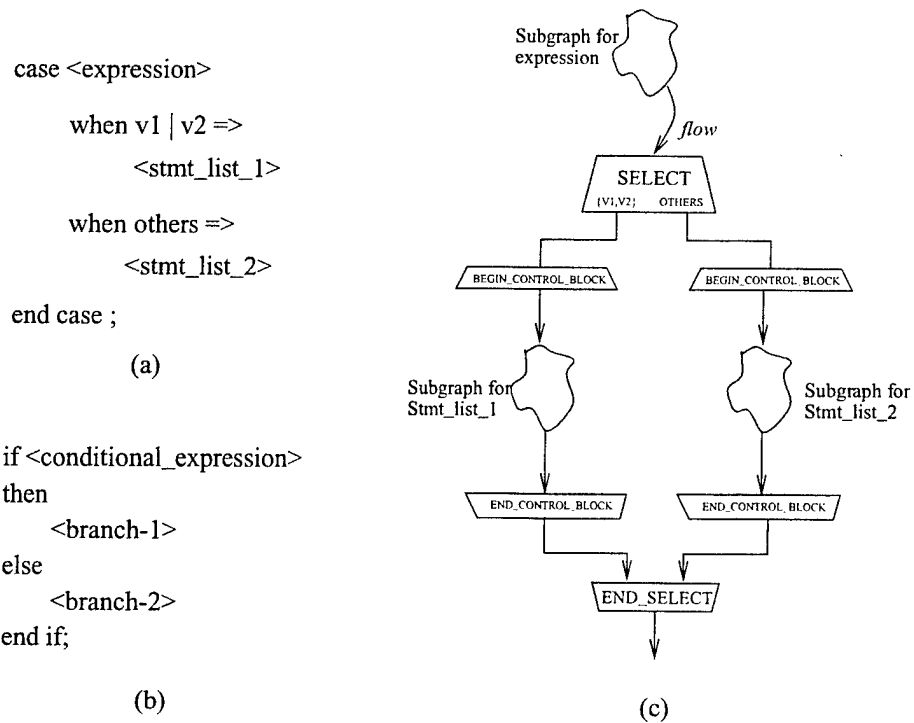 case <expression>
when v1 | v2 =>
<stmt_list_1>
when others =>
<stmt_list_2>
end case ;
(a)
if <conditional_expression>
then
<branch-1>
else
<branch-2>
end if;
(b)
Subgraph for
expression
flow
SELECT
{V1,V2} OTHERS
BEGIN_CONTROL_BLOCK
BEGIN_CONTROL_BLOCK
Subgraph for
Stmt_list_1
Subgraph for
Stmt_list_2
END_CONTROL_BLOCK
END_CONTROL_BLOCK
END_SELECT
(c)